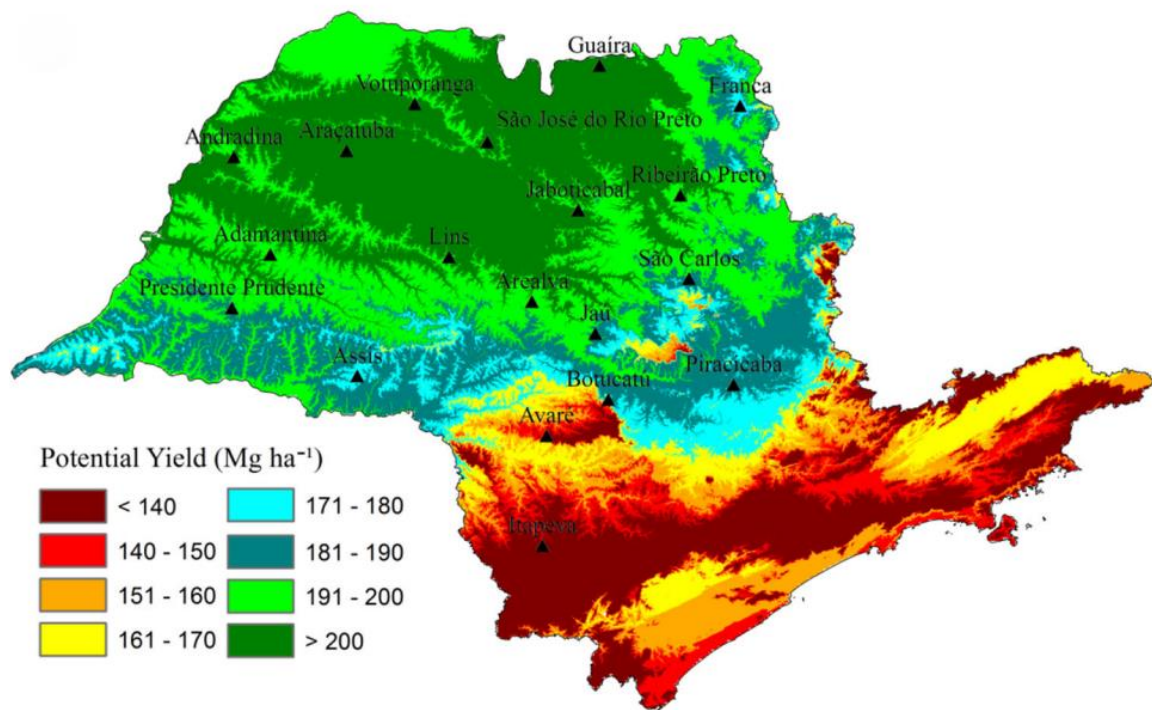 Guaíra
Votuporanga
Franca
São José do Rio Preto
Araçatuba
Andradina
Ribeirão Preto
Jaboticabal
Adamantina
Lins
São Carlos
Arealva
Presidente Prudente
Jaú
Assis
Piracicaba
Botucatu
Avaré
Itapeva
Potential Yield (Mg ha⁻¹)
< 140
140 - 150
151 - 160
161 - 170
171 - 180
181 - 190
191 - 200
> 200